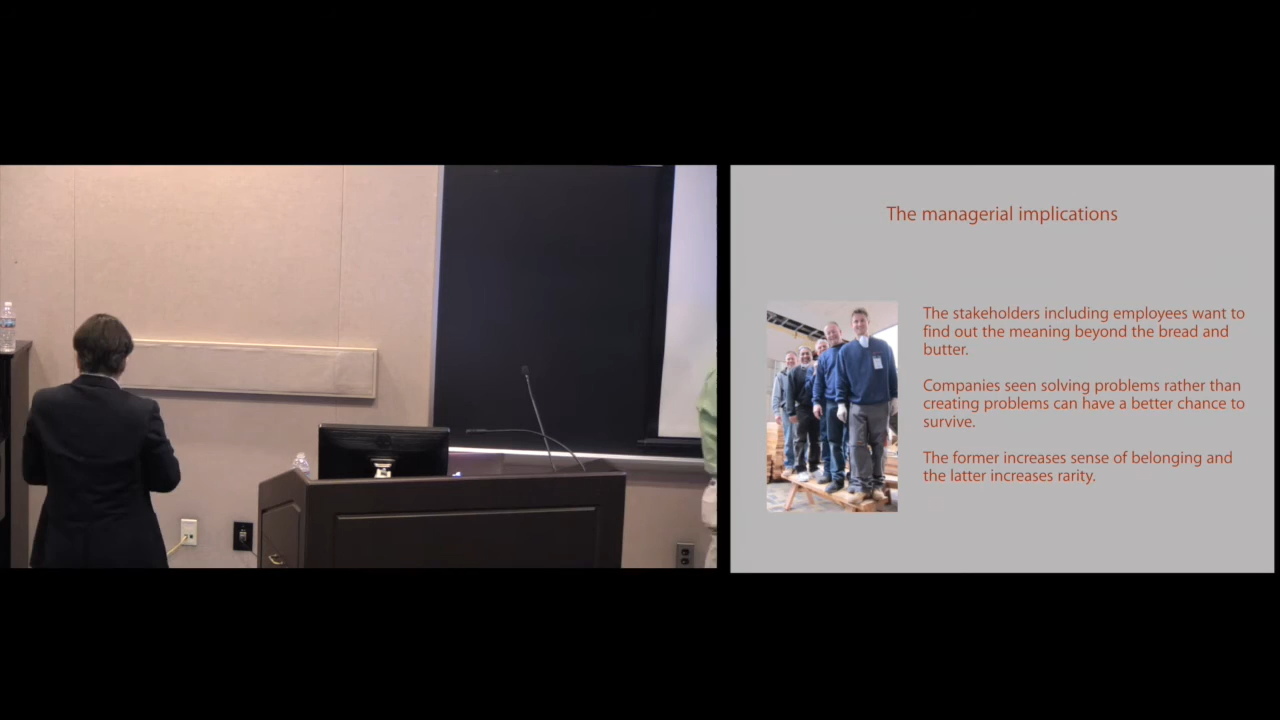 The managerial implications
The stakeholders including employees want to
find out the meaning beyond the bread and
butter.
Companies seen solving problems rather than
creating problems can have a better chance to
survive.
The former increases sense of belonging and
the latter increases rarity.